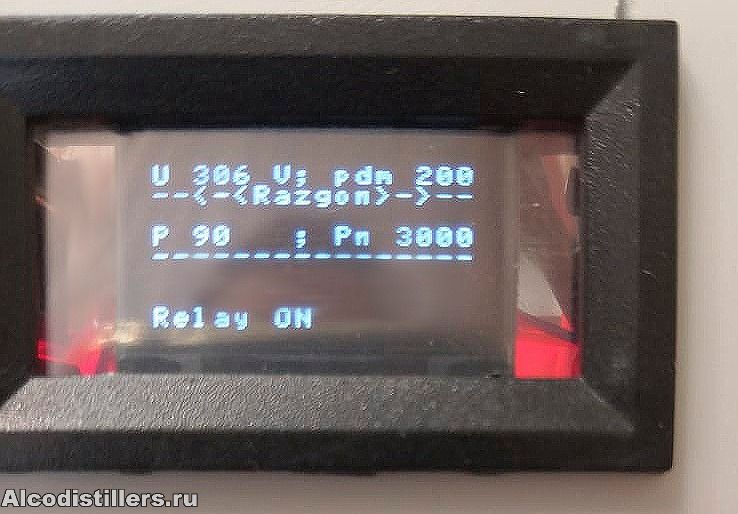 U 306 V; pdm 200
--<-<Razgon>->--
P 90 ; Pn 3000
----------------
Relay ON
Alcodistillers.ru